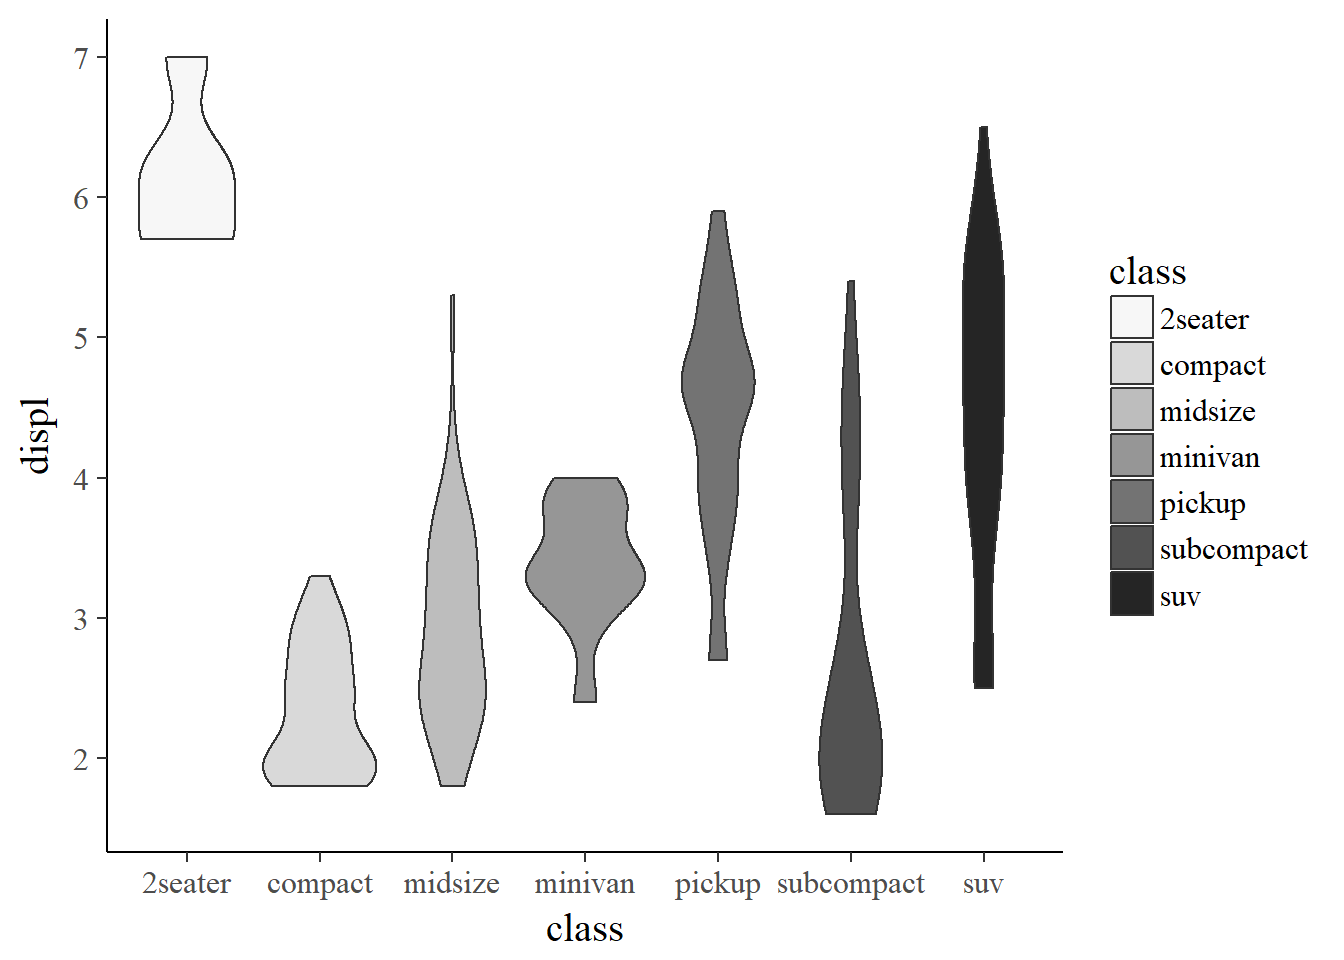 displ
7
6
5
4
3
2
2seater compact midsize minivan pickup subcompact suv
class
class
2seater
compact
midsize
minivan
pickup
subcompact
suv